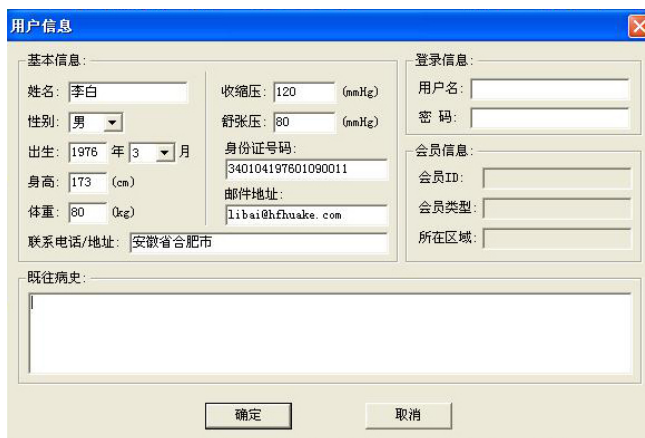 用户信息
基本信息:
姓名: 李白
性别: 男
出生: 1976 年 3 月
身高: 173 (cm)
体重: 80 (kg)
收缩压: 120 (mmHg)
舒张压: 80 (mmHg)
身份证号码:
340104197601090011
邮件地址:
libai@hfhuake.com
联系电话/地址: 安徽省合肥市
登录信息:
用户名:
密 码:
会员信息:
会员ID:
会员类型:
所在区域:
既往病史:
确定
取消